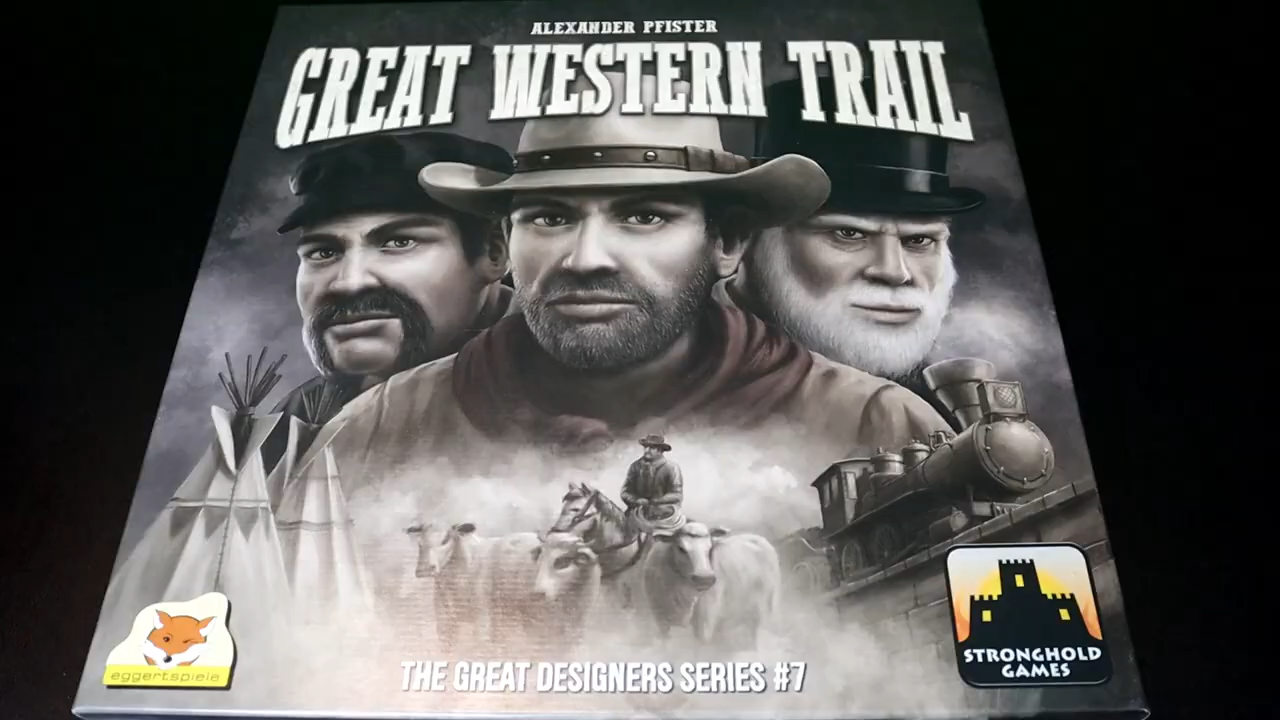 ALEXANDER PFISTER
GREAT WESTERN TRAIL
eggertspiele
THE GREAT DESIGNERS SERIES #7
STRONGHOLD
GAMES